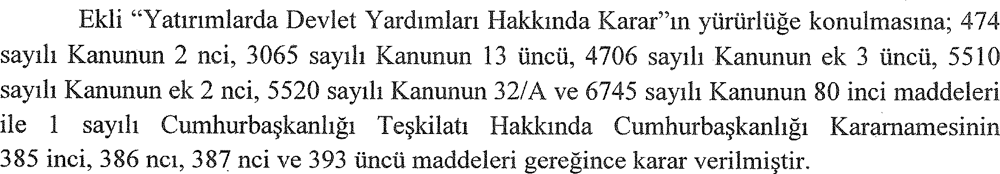 Ekli “Yatırımlarda Devlet Yardımları Hakkında Karar”ın yürürlüğe konulmasına; 474
sayılı Kanunun 2 nci, 3065 sayılı Kanunun 13 üncü, 4706 sayılı Kanunun ek 3 üncü, 5510
sayılı Kanunun ek 2 nci, 5520 sayılı Kanunun 32/A ve 6745 sayılı Kanunun 80 inci maddeleri
ile 1 sayılı Cumhurbaşkanlığı Teşkilatı Hakkında Cumhurbaşkanlığı Kararnamesinin
385 inci, 386 ncı, 387 nci ve 393 üncü maddeleri gereğince karar verilmiştir.